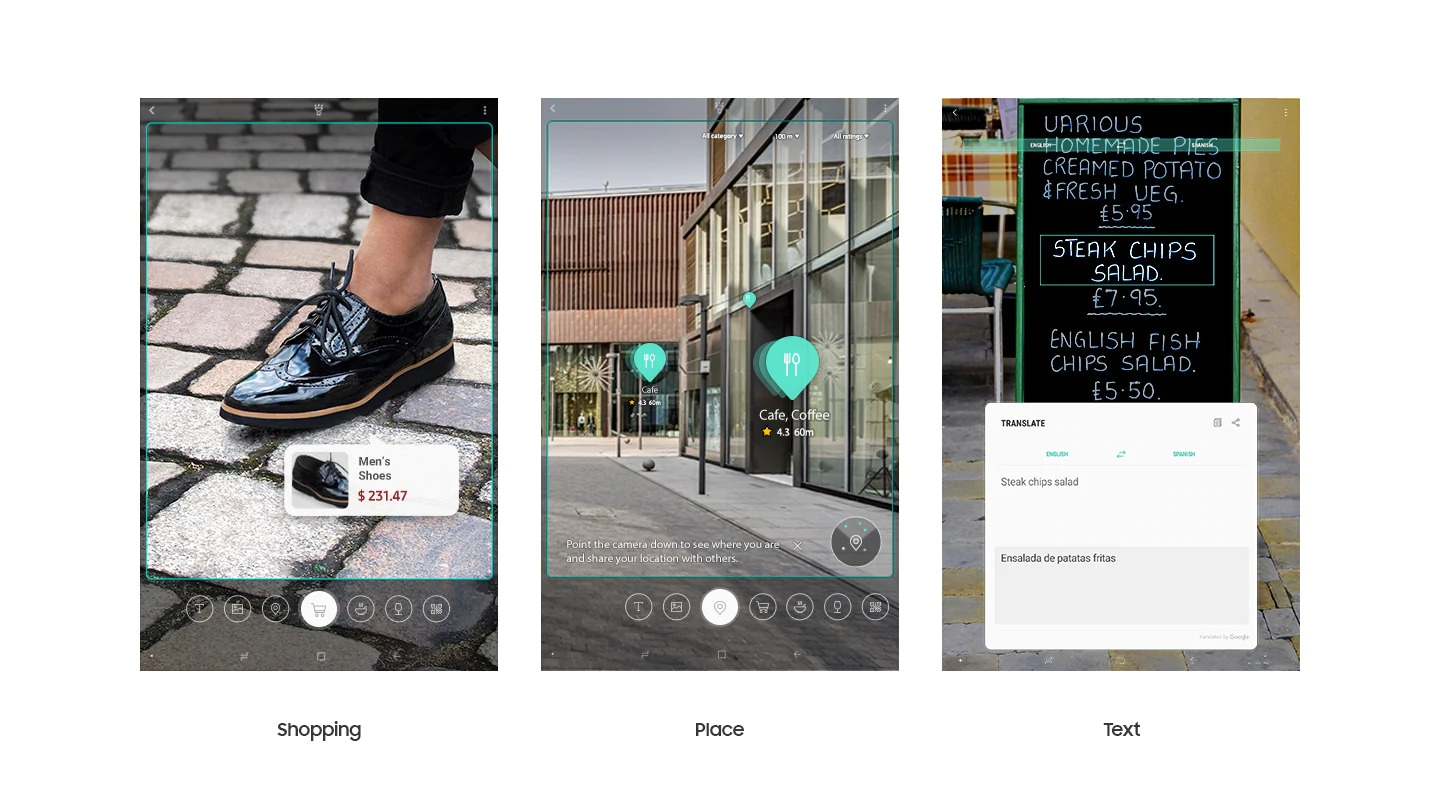 Men's
Shoes
$ 231.47
All category
100 m
All ratings
Cafe
4.3 60m
Cafe, Coffee
4.3 60m
Point the camera down to see where you are
and share your location with others.
T
VARIOUS
HOMEMADE PIES
ENGLISH SPANISH
CREAMED POTATO
&FRESH VEG.
£5.95
STEAK CHIPS
SALAD.
£7.95.
ENGLISH FISH
CHIPS SALAD.
£5.50.
TRANSLATE
ENGLISH SPANISH
Steak chips salad
Ensalada de patatas fritas
translated by Google
T
Shopping
Place
Text